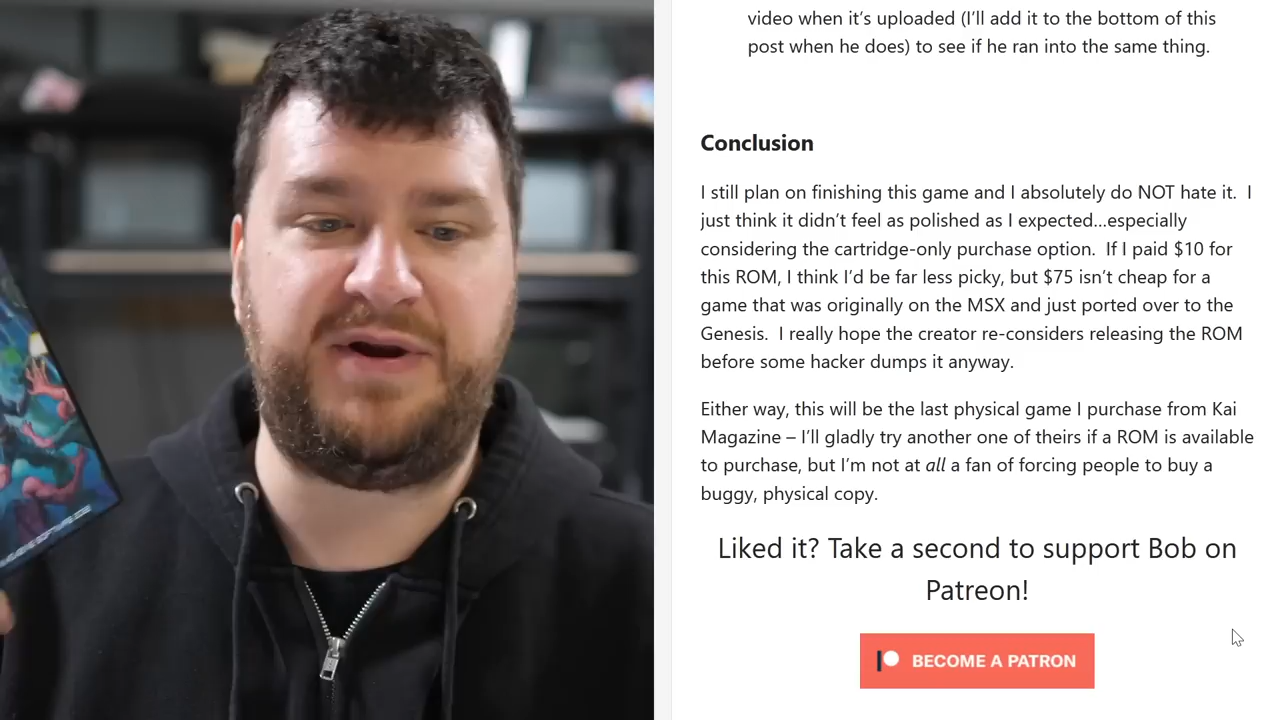 video when it's uploaded (I'll add it to the bottom of this
post when he does) to see if he ran into the same thing.
Conclusion
I still plan on finishing this game and I absolutely do NOT hate it.  I
just think it didn't feel as polished as I expected...especially
considering the cartridge-only purchase option.  If I paid $10 for
this ROM, I think I'd be far less picky, but $75 isn't cheap for a
game that was originally on the MSX and just ported over to the
Genesis.  I really hope the creator re-considers releasing the ROM
before some hacker dumps it anyway.
Either way, this will be the last physical game I purchase from Kai
Magazine – I'll gladly try another one of theirs if a ROM is available
to purchase, but I'm not at all a fan of forcing people to buy a
buggy, physical copy.
Liked it? Take a second to support Bob on
Patreon!
BECOME A PATRON